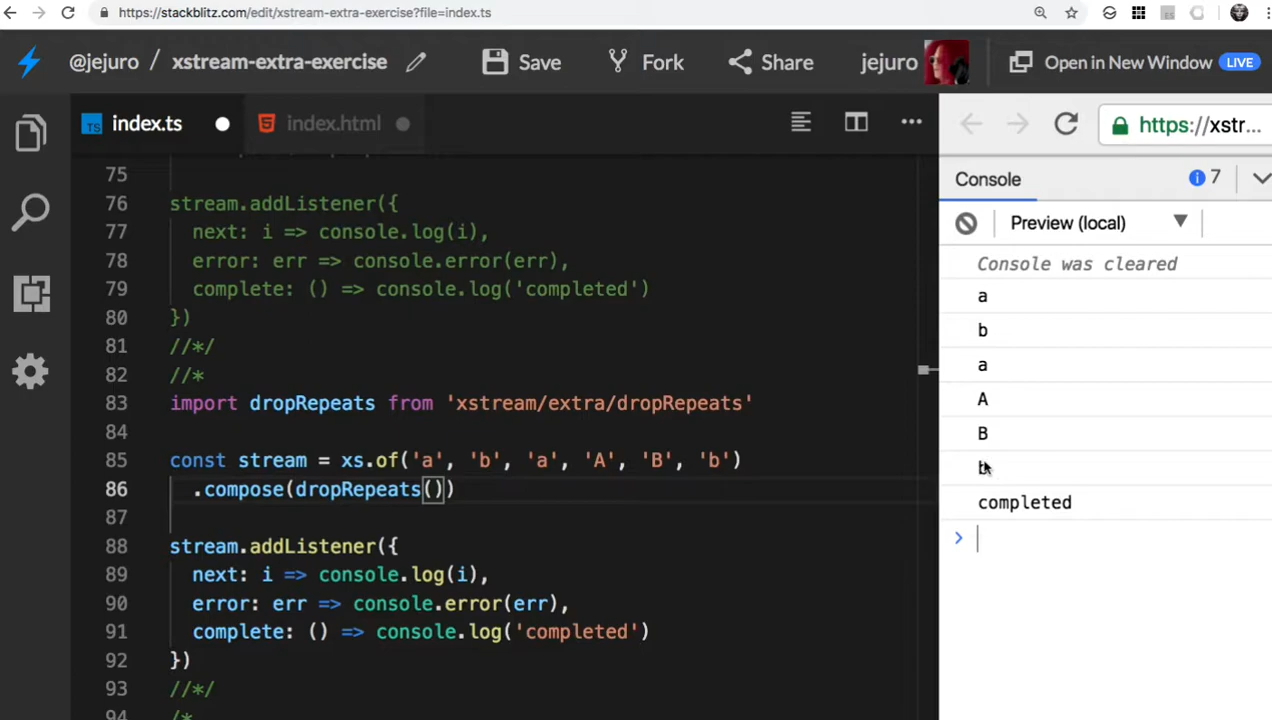 https://stackblitz.com/edit/xstream-extra-exercise?file=index.ts
@jejuro / xstream-extra-exercise
Save
Fork
Share
jejuro
Open in New Window LIVE
TS index.ts
index.html
https://xstr...
75
76 stream.addListener({
77 next: i => console.log(i),
78 error: err => console.error(err),
79 complete: () => console.log('completed')
80 })
81 //*/
82 //*
83 import dropRepeats from 'xstream/extra/dropRepeats'
84
85 const stream = xs.of('a', 'b', 'a', 'A', 'B', 'b')
86 .compose(dropRepeats())
87
88 stream.addListener({
89 next: i => console.log(i),
90 error: err => console.error(err),
91 complete: () => console.log('completed')
92 })
93 //*/
94 /*
Console
7
Preview (local)
Console was cleared
a
b
a
A
B
b
completed
>